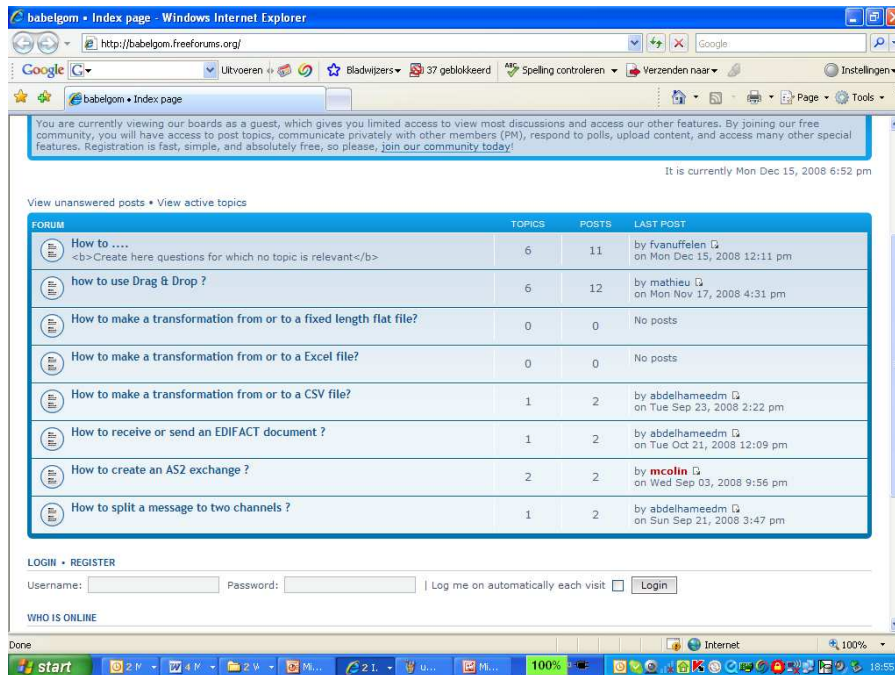 babelgom • Index page - Windows Internet Explorer
http://babelgom.freeforums.org/
Google
Google G Uitvoeren Bladwijzers 37 geblokkeerd ABC Spelling controleren Verzenden naar Instellingen
babelgom • Index page Page Tools
You are currently viewing our boards as a guest, which gives you limited access to view most discussions and access our other features. By joining our free
community, you will have access to post topics, communicate privately with other members (PM), respond to polls, upload content, and access many other special
features. Registration is fast, simple, and absolutely free, so please, join our community today!
It is currently Mon Dec 15, 2008 6:52 pm
View unanswered posts • View active topics
FORUM TOPICS POSTS LAST POST
How to .... 6 11 by fvanuffelen
<b>Create here questions for which no topic is relevant</b> on Mon Dec 15, 2008 12:11 pm
how to use Drag & Drop ? 6 12 by mathieu
on Mon Nov 17, 2008 4:31 pm
How to make a transformation from or to a fixed length flat file? 0 0 No posts
How to make a transformation from or to a Excel file? 0 0 No posts
How to make a transformation from or to a CSV file? 1 2 by abdelhameedm
on Tue Sep 23, 2008 2:22 pm
How to receive or send an EDIFACT document ? 1 2 by abdelhameedm
on Tue Oct 21, 2008 12:09 pm
How to create an AS2 exchange ? 2 2 by mcolin
on Wed Sep 03, 2008 9:56 pm
How to split a message to two channels ? 1 2 by abdelhameedm
on Sun Sep 21, 2008 3:47 pm
LOGIN • REGISTER
Username: Password: | Log me on automatically each visit Login
WHO IS ONLINE
Done Internet 100%
start 2 M 4 M 2 W Mi... 2 I. u... Mi... 100% 18:55